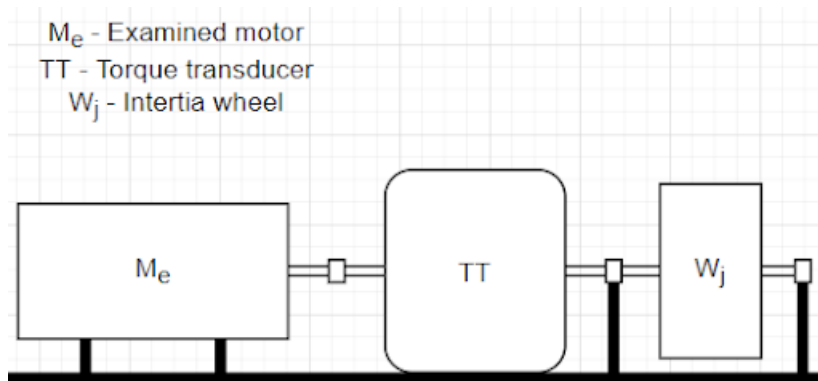 Me - Examined motor
TT - Torque transducer
Wj - Intertia wheel
Me
TT
Wj